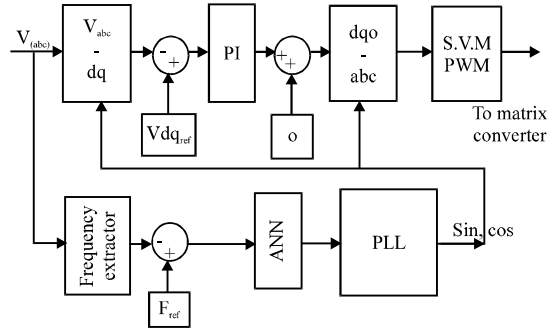 V(abc)
Vabc
-
dq
-
+
PI
+
+
dqo
-
abc
S.V.M
PWM
Vdqref
o
To matrix
converter
Frequency
extractor
-
+
ANN
PLL
Sin, cos
Fref